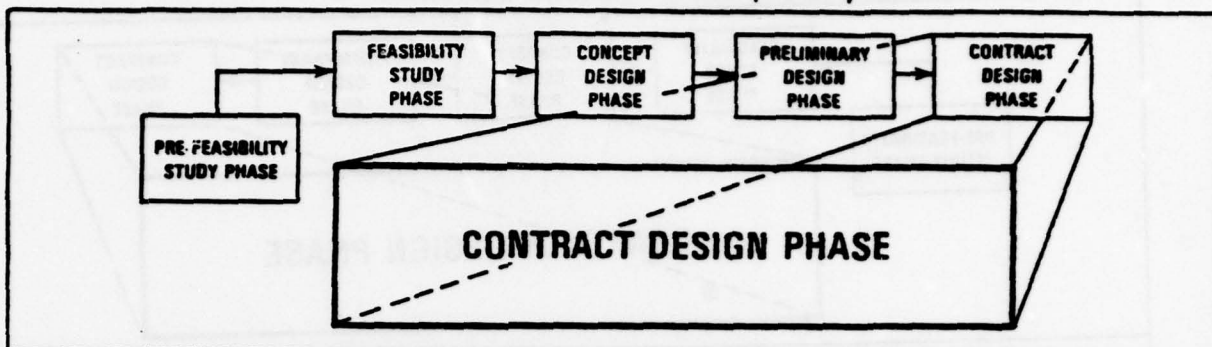 PRE-FEASIBILITY
STUDY PHASE
FEASIBILITY
STUDY
PHASE
CONCEPT
DESIGN
PHASE
PRELIMINARY
DESIGN
PHASE
CONTRACT
DESIGN
PHASE
CONTRACT DESIGN PHASE